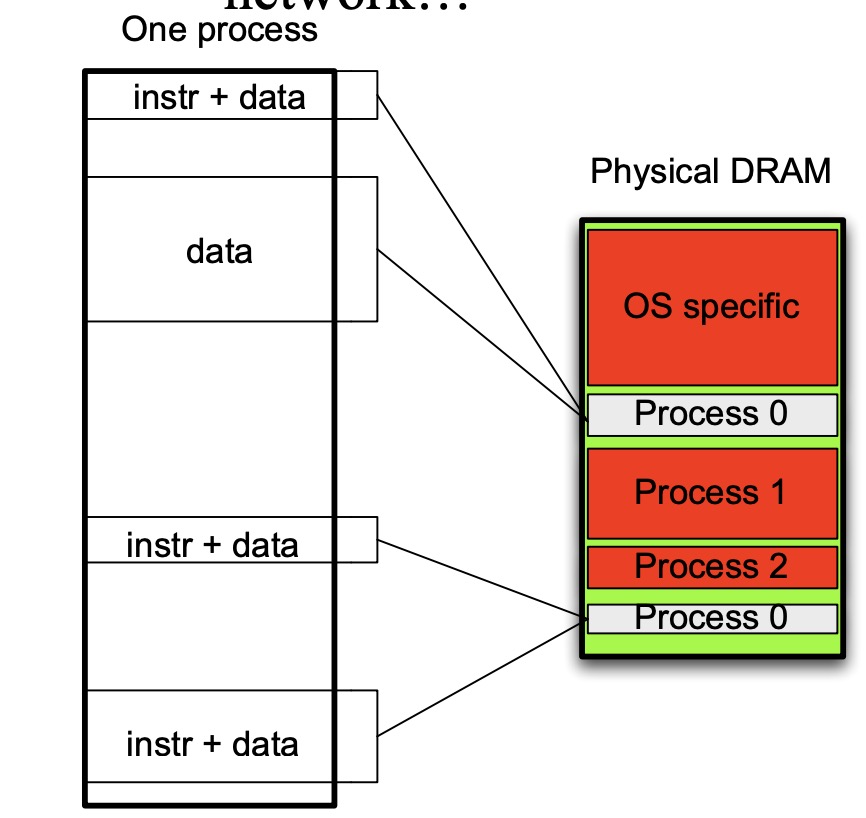 network...
One process
instr + data
data
instr + data
instr + data
Physical DRAM
OS specific
Process 0
Process 1
Process 2
Process 0